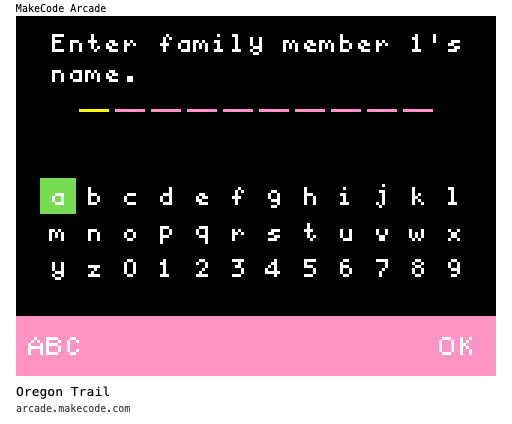 MakeCode Arcade
Enter family member 1's
name.
a b c d e f g h i j k l
m n o p q r s t u v w x
y z 0 1 2 3 4 5 6 7 8 9
ABC OK
Oregon Trail
arcade.makecode.com